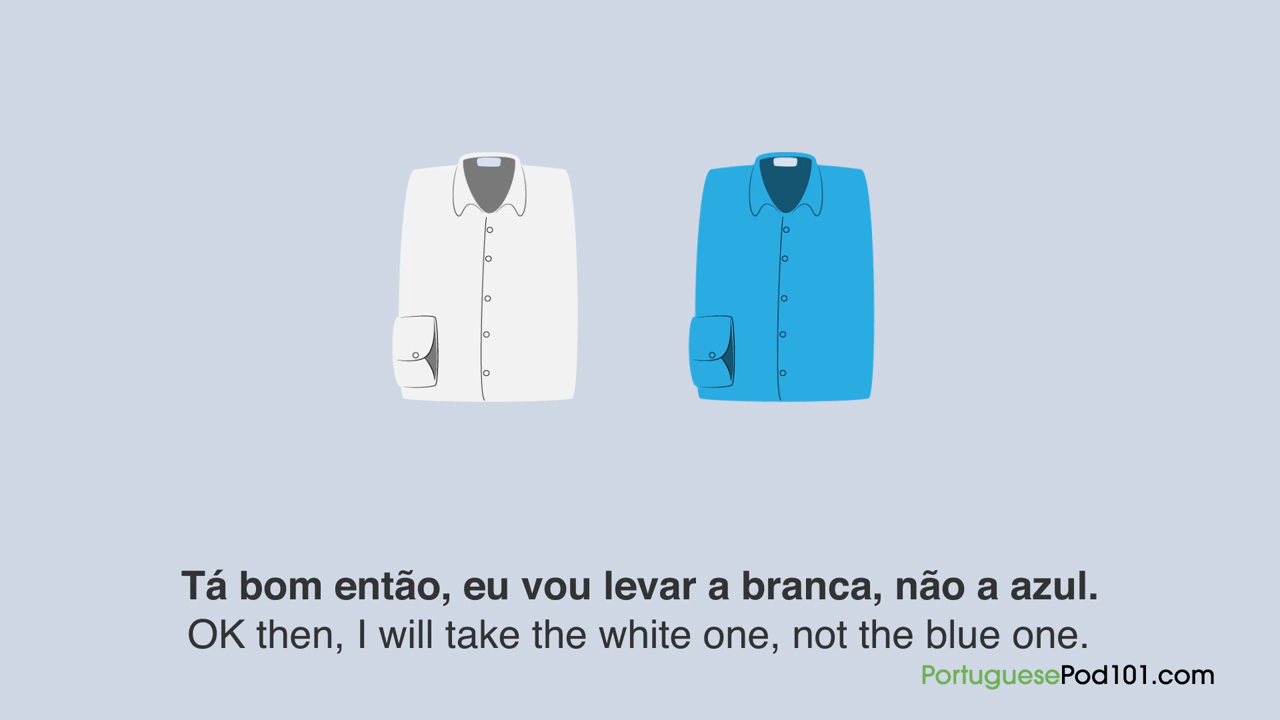 Tá bom então, eu vou levar a branca, não a azul.
OK then, I will take the white one, not the blue one.
PortuguesePod101.com